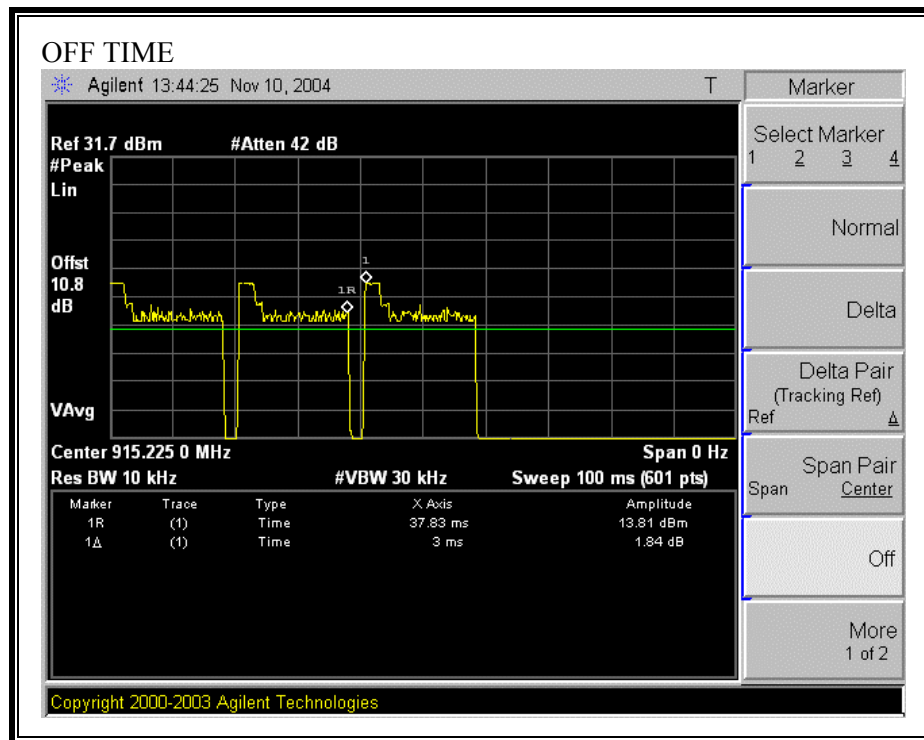 OFF TIME
Agilent 13:44:25 Nov 10, 2004 T
Ref 31.7 dBm #Atten 42 dB
#Peak
Lin
Offst
10.8
dB
VAvg
1R
1
Center 915.225 0 MHz Span 0 Hz
Res BW 10 kHz #VBW 30 kHz Sweep 100 ms (601 pts)
Marker Trace Type X Axis Amplitude
1R (1) Time 37.83 ms 13.81 dBm
1Δ (1) Time 3 ms 1.84 dB
Copyright 2000-2003 Agilent Technologies
Marker
Select Marker
1 2 3 4
Normal
Delta
Delta Pair
(Tracking Ref)
Ref Δ
Span Pair
Span Center
Off
More
1 of 2